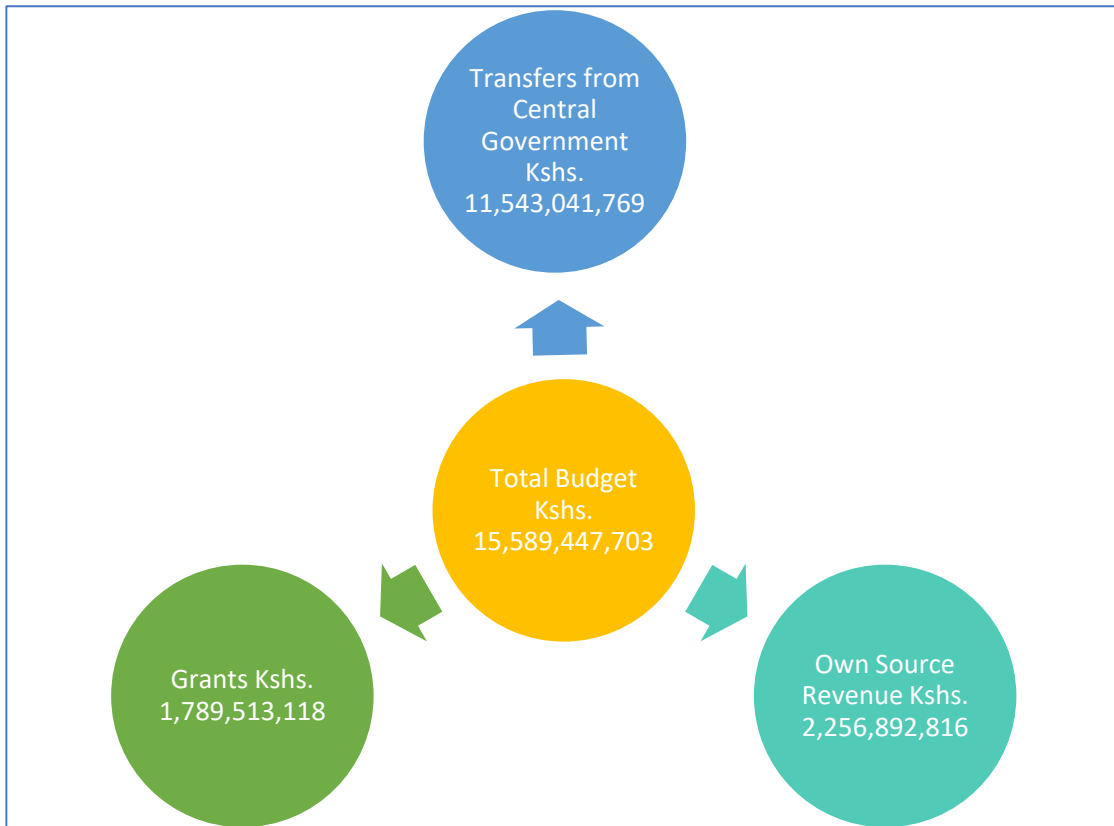 Transfers from
Central
Government
Kshs.
11,543,041,769
Total Budget
Kshs.
15,589,447,703
Grants Kshs.
1,789,513,118
Own Source
Revenue Kshs.
2,256,892,816